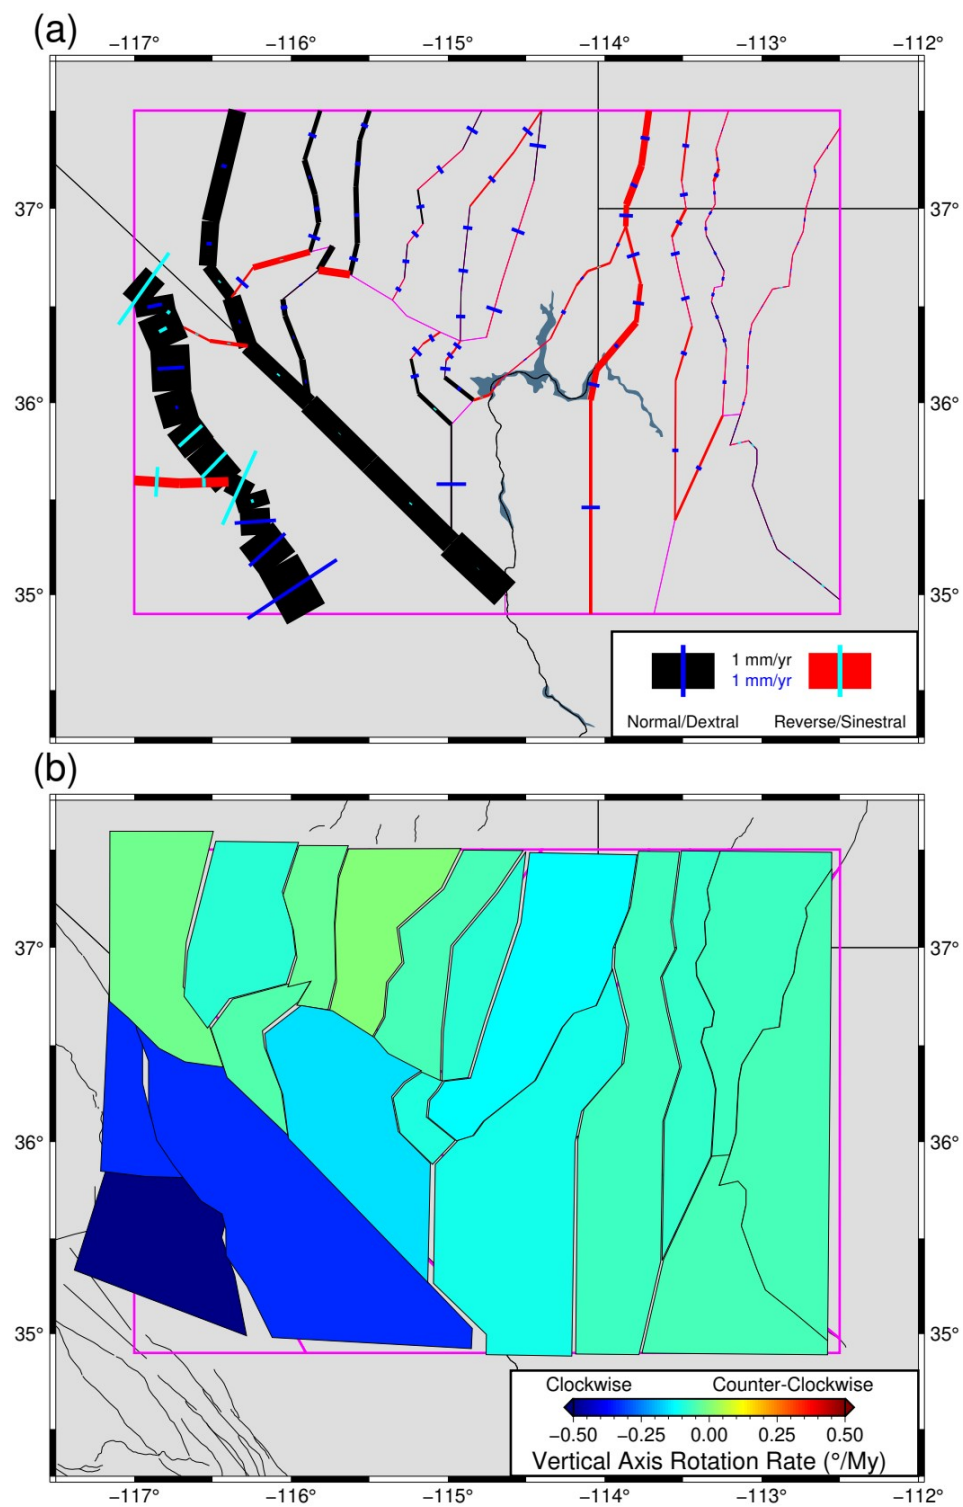 (a)
−117° −116° −115° −114° −113° −112°
37° 37°
36° 36°
35° 35°
1 mm/yr
1 mm/yr
Normal/Dextral Reverse/Sinestral
(b)
37° 37°
36° 36°
35° 35°
Clockwise Counter-Clockwise
−0.50 −0.25 0.00 0.25 0.50
Vertical Axis Rotation Rate (°/My)
−117° −116° −115° −114° −113° −112°